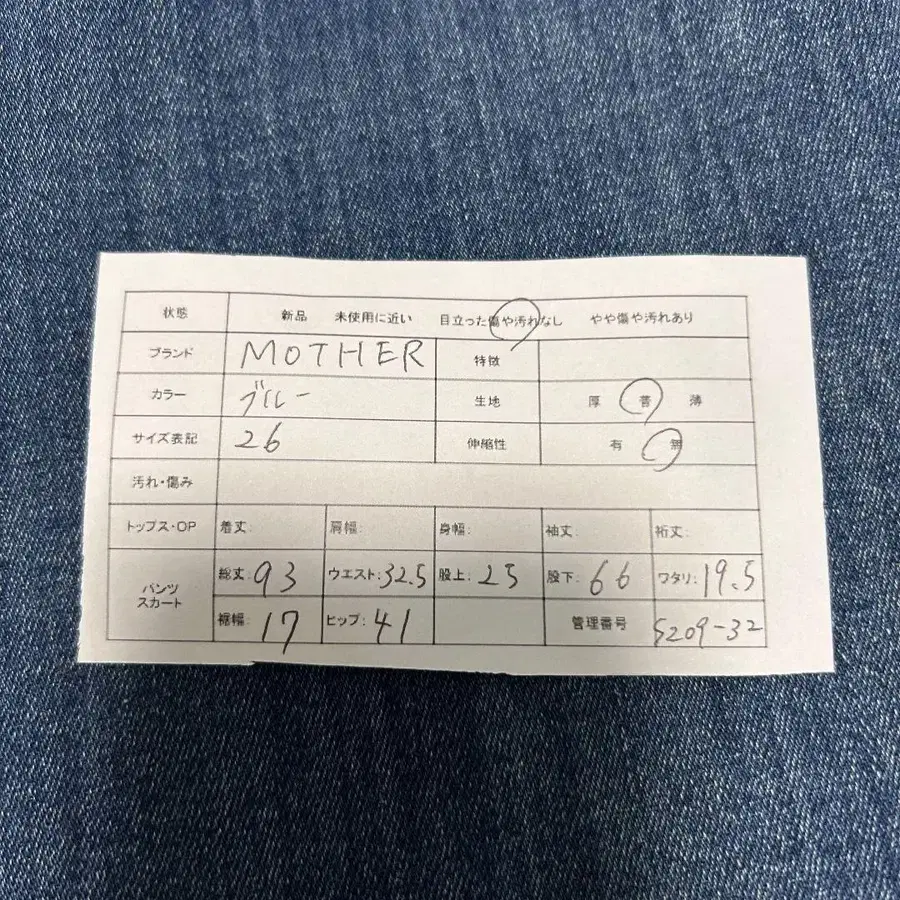 状態 新品 未使用に近い 目立った傷や汚れなし やや傷や汚れあり
ブランド MOTHER 特徴
カラー ブルー 生地 厚 普 薄
サイズ表記 26 伸縮性 有 無
汚れ・傷み
トップス・OP 着丈: 肩幅: 身幅: 袖丈: 裄丈:
パンツ スカート 総丈: 93 ウエスト: 32.5 股上: 25 股下: 66 ワタリ: 19.5
裾幅: 17 ヒップ: 41 管理番号 S209-32